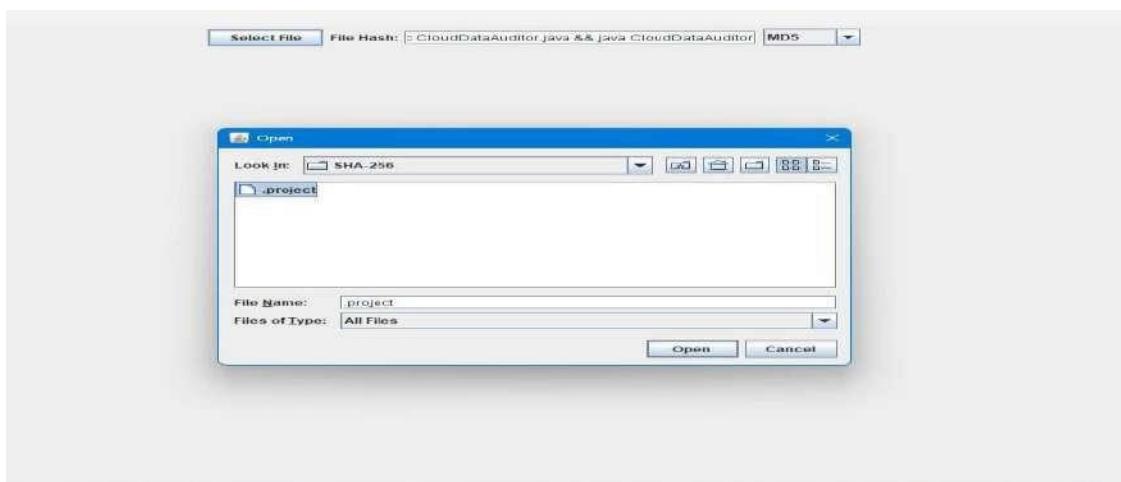 Select File File Hash: c CloudDataAuditor.java && java CloudDataAuditor MD5
Open
Look In: SHA-256
.project
File Name: .project
Files of Type: All Files
Open Cancel